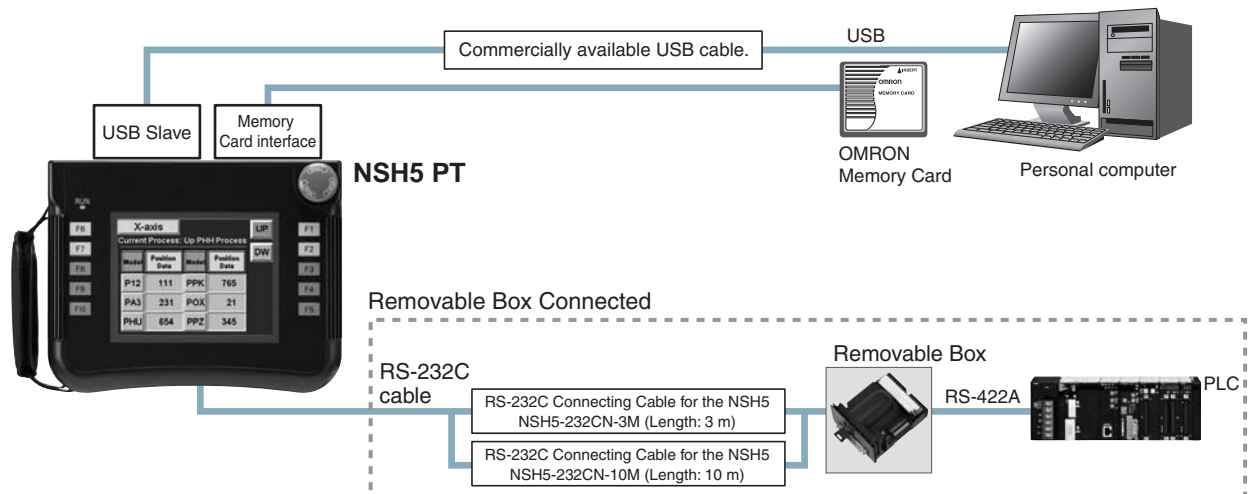 Commercially available USB cable.
USB
INSERT
OMRON
MEMORY CARD
USB Slave
Memory
Card interface
OMRON
Memory Card
Personal computer
NSH5 PT
RUN
F6
F7
F8
F9
F10
X-axis
UP
Current Process: Up PHH Process
DW
Model
Position
Data
Model
Position
Data
P12 111 PPK 765
PA3 231 POX 21
PHU 654 PPZ 345
F1
F2
F3
F4
F5
Removable Box Connected
RS-232C
cable
RS-232C Connecting Cable for the NSH5
NSH5-232CN-3M (Length: 3 m)
RS-232C Connecting Cable for the NSH5
NSH5-232CN-10M (Length: 10 m)
Removable Box
RS-422A
PLC